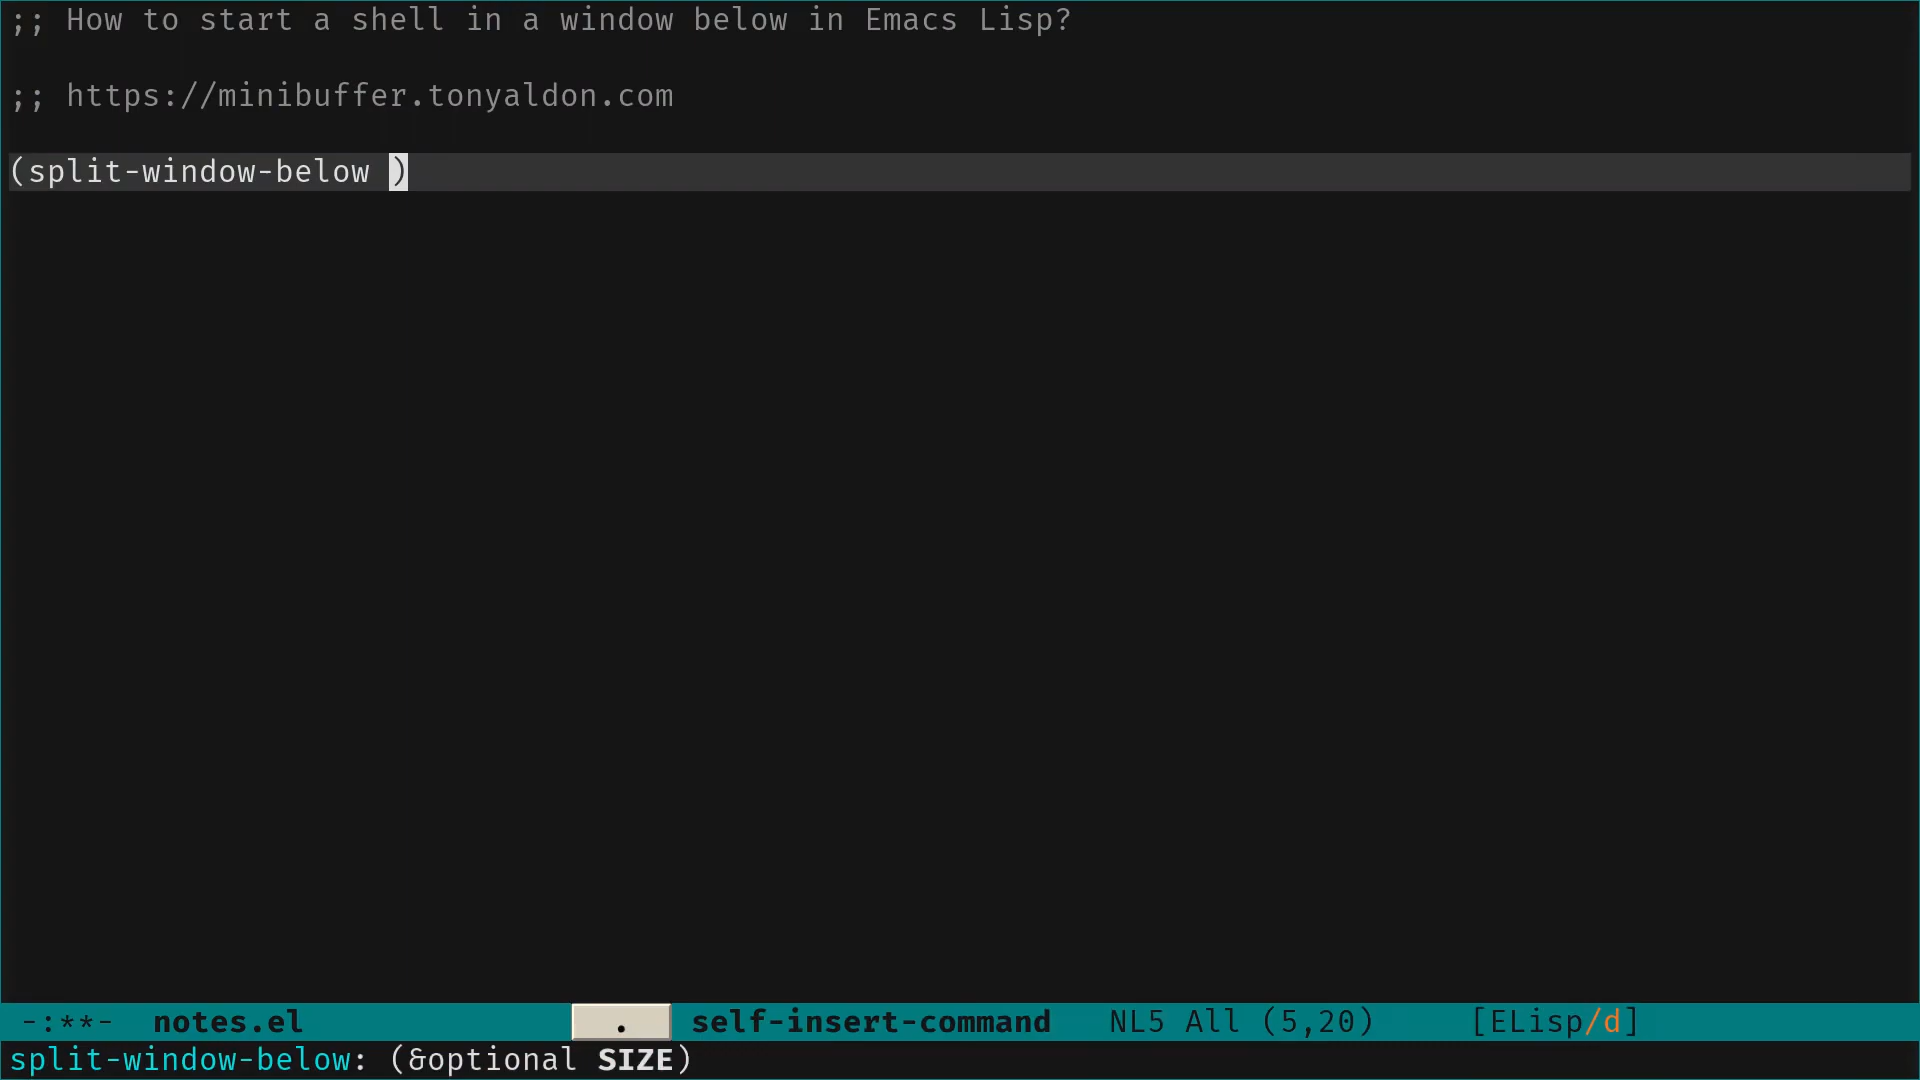 ;; How to start a shell in a window below in Emacs Lisp?
;; https://minibuffer.tonyaldon.com
(split-window-below )
-:**- notes.el . self-insert-command NL5 All (5,20) [ELisp/d]
split-window-below: (&optional SIZE)